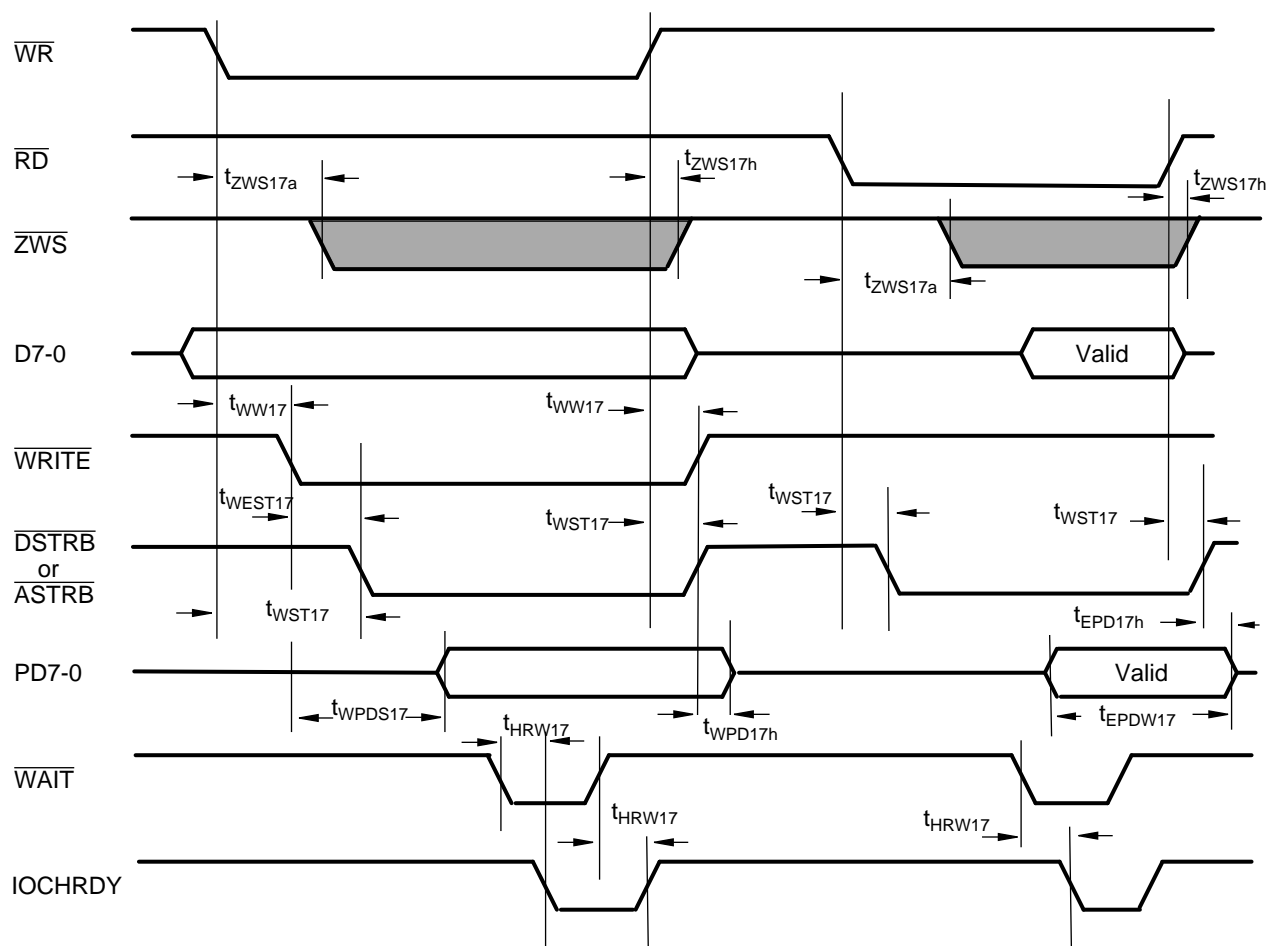 WR
RD
tZWS17a
tZWS17h
tZWS17h
ZWS
tZWS17a
D7-0
Valid
tWW17
tWW17
WRITE
tWEST17
tWST17
tWST17
tWST17
DSTRB
or
ASTRB
tWST17
tEPD17h
PD7-0
Valid
tWPDS17
tHRW17
tWPD17h
tEPDW17
WAIT
tHRW17
tHRW17
IOCHRDY